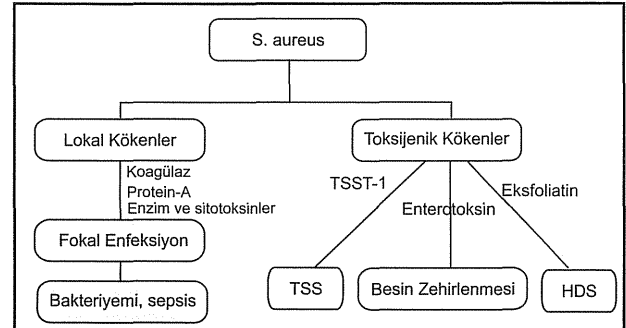 S. aureus
Lokal Kökenler
Toksijenik Kökenler
Koagülaz
Protein-A
Enzim ve sitotoksinler
TSST-1
Enterotoksin
Eksfoliatin
Fokal Enfeksiyon
Bakteriyemi, sepsis
TSS
Besin Zehirlenmesi
HDS